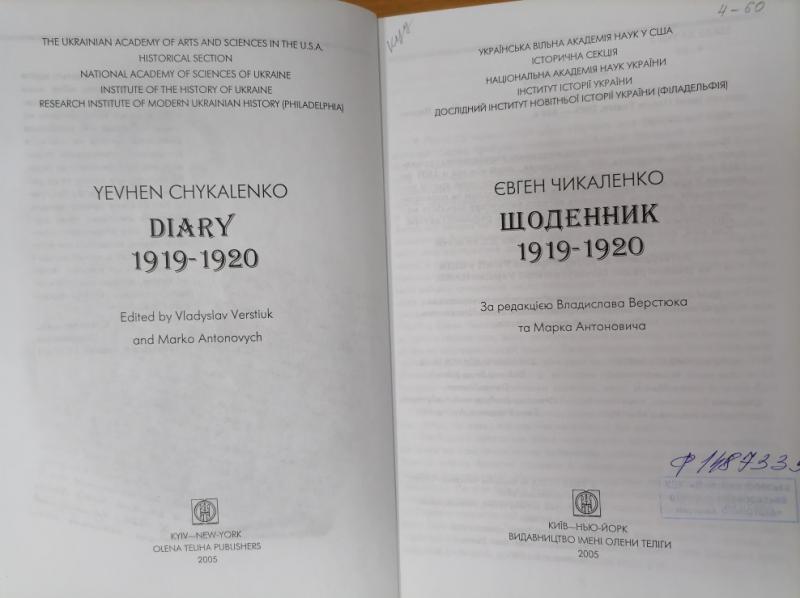 THE UKRAINIAN ACADEMY OF ARTS AND SCIENCES IN THE U.S.A.
HISTORICAL SECTION
NATIONAL ACADEMY OF SCIENCES OF UKRAINE
INSTITUTE OF THE HISTORY OF UKRAINE
RESEARCH INSTITUTE OF MODERN UKRAINIAN HISTORY (PHILADELPHIA)
YEVHEN CHYKALENKO
DIARY
1919-1920
Edited by Vladyslav Verstiuk
and Marko Antonovych
KYIV—NEW-YORK
OLENA TELIHA PUBLISHERS
2005
4-60
УКРАЇНСЬКА ВІЛЬНА АКАДЕМІЯ НАУК У США
ІСТОРИЧНА СЕКЦІЯ
НАЦІОНАЛЬНА АКАДЕМІЯ НАУК УКРАЇНИ
ІНСТИТУТ ІСТОРІЇ УКРАЇНИ
ДОСЛІДНИЙ ІНСТИТУТ НОВІТНЬОЇ ІСТОРІЇ УКРАЇНИ (ФІЛАДЕЛЬФІЯ)
ЄВГЕН ЧИКАЛЕНКО
ЩОДЕННИК
1919-1920
За редакцією Владислава Верстюка
та Марка Антоновича
КИЇВ—НЬЮ-ЙОРК
ВИДАВНИЦТВО ІМЕНІ ОЛЕНИ ТЕЛІГИ
2005